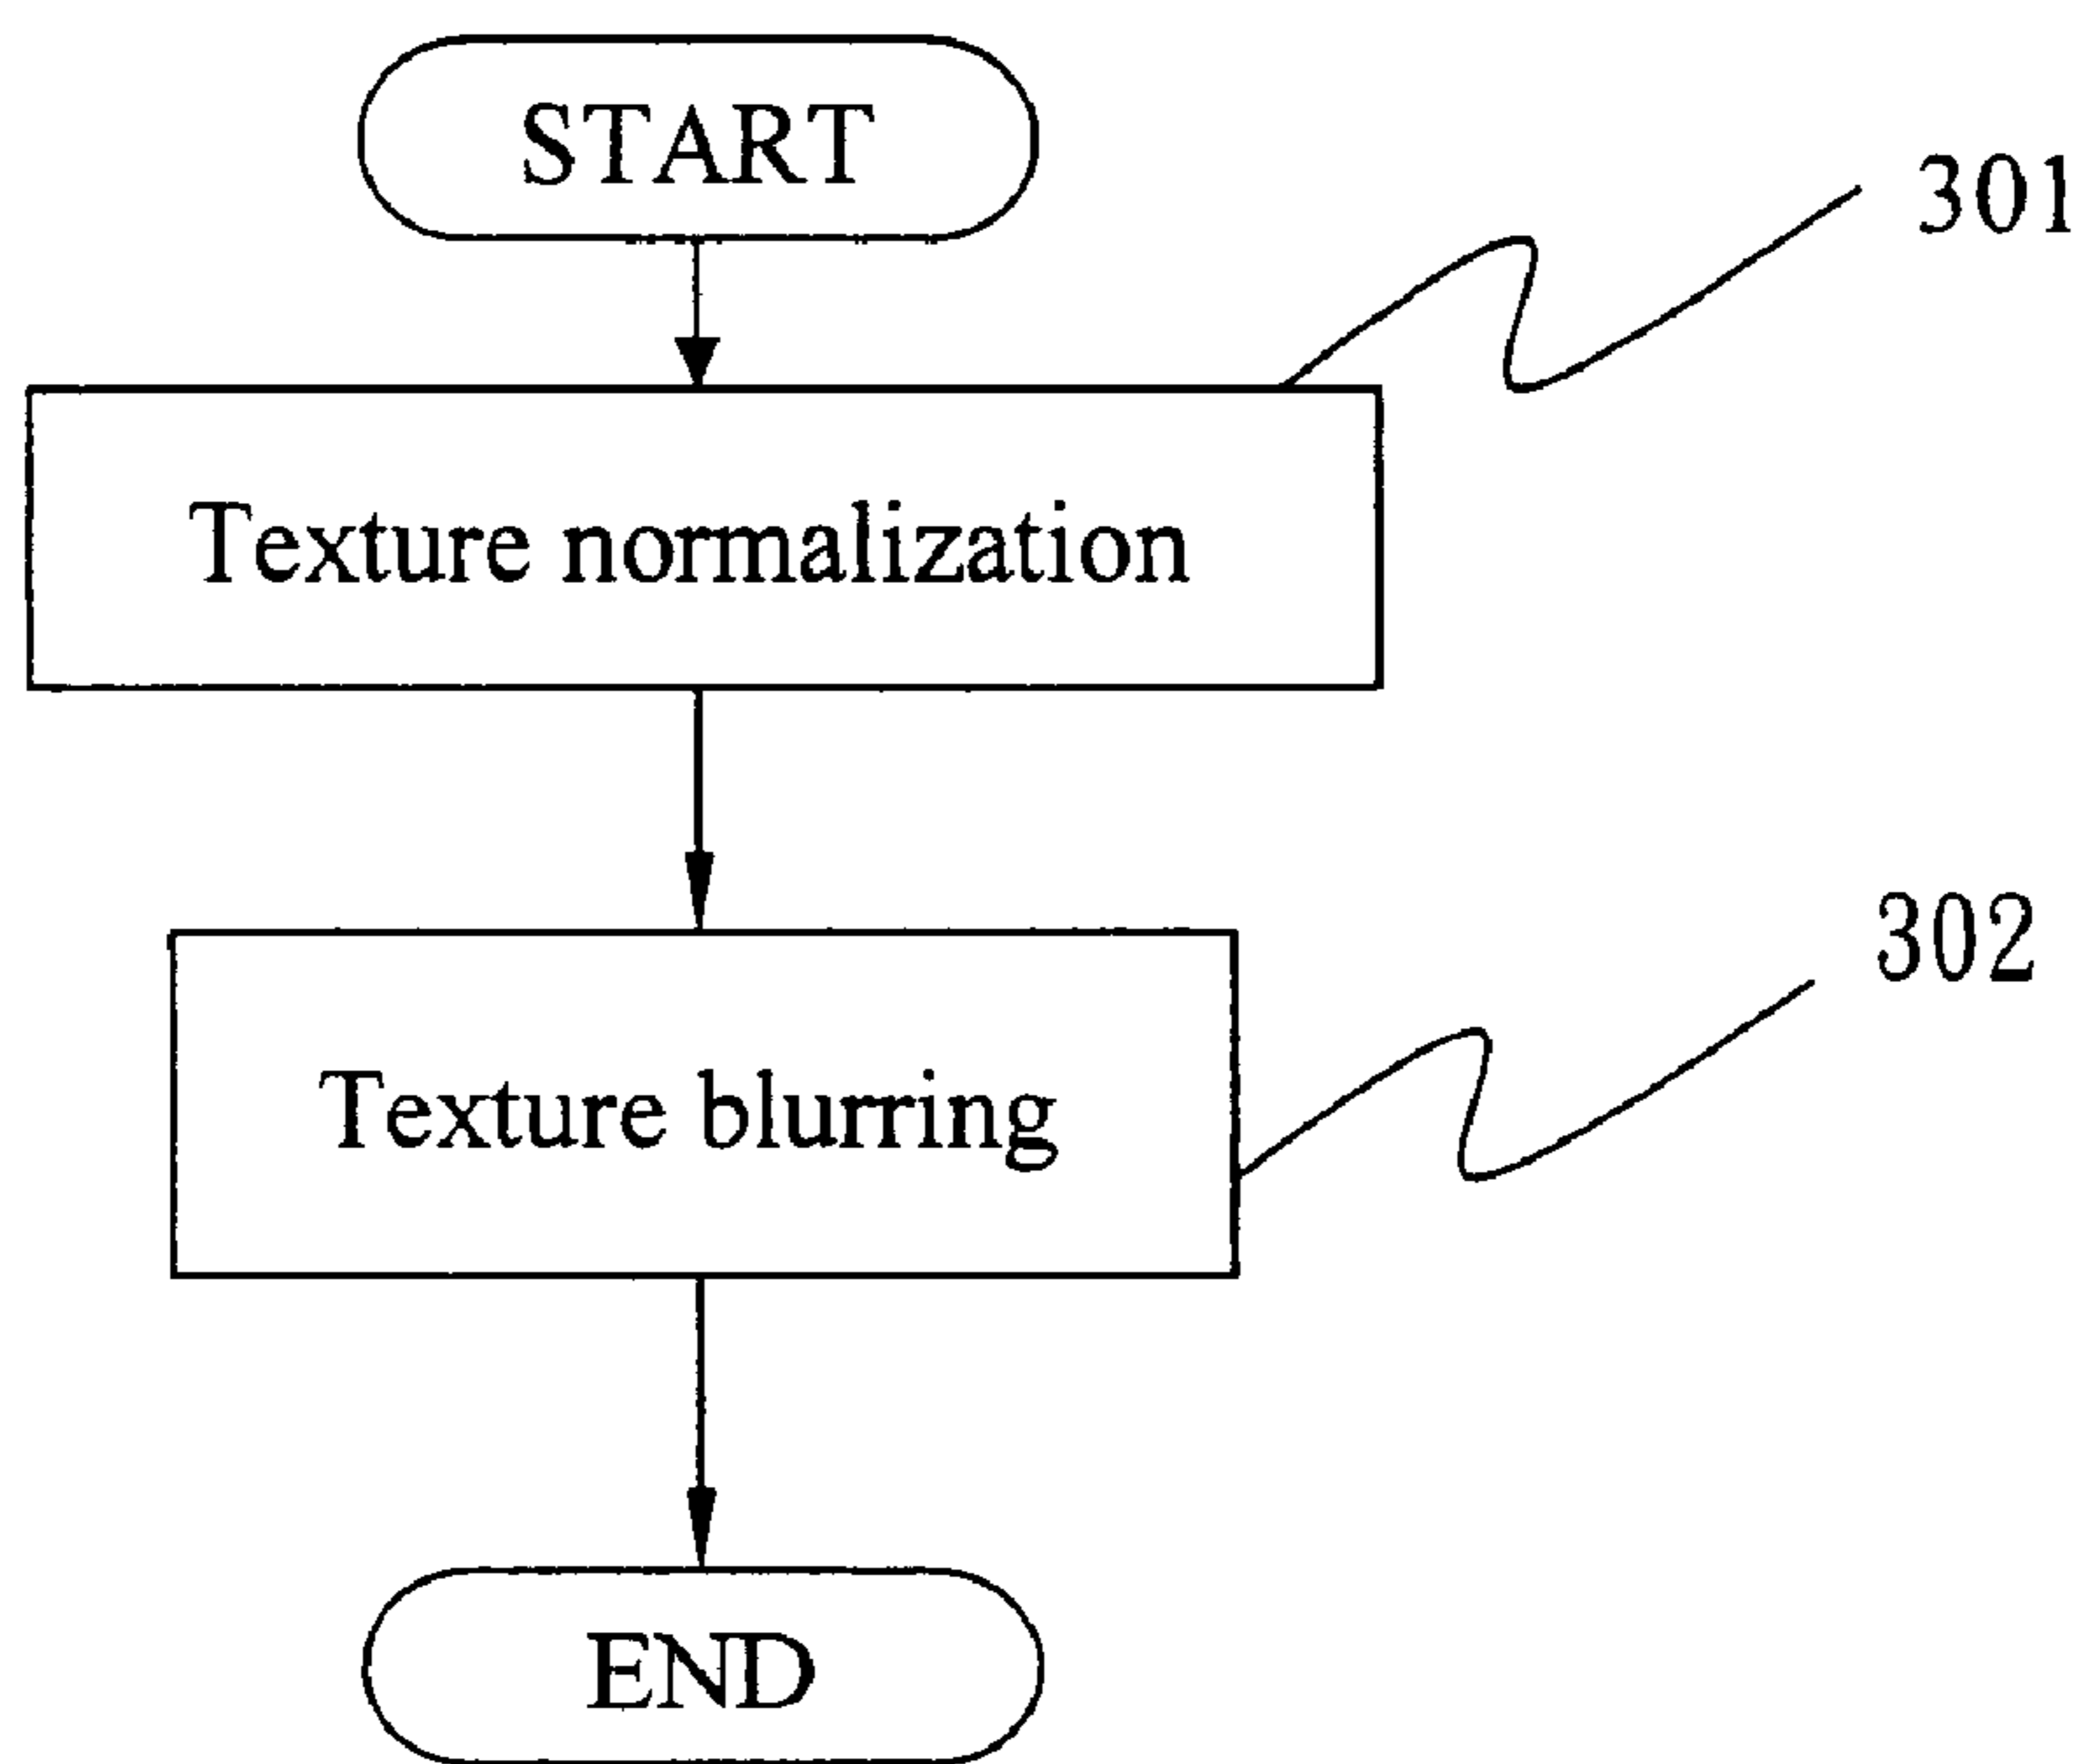 START
301
Texture normalization
302
Texture blurring
END